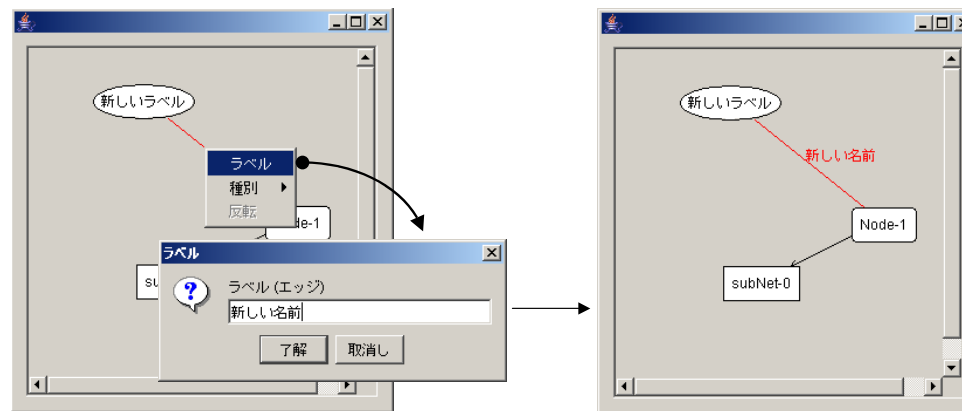 新しいラベル
ラベル
種別
反転
de-1
su
ラベル
ラベル (エッジ)
新しい名前
了解
取消し
新しいラベル
新しい名前
Node-1
subNet-0